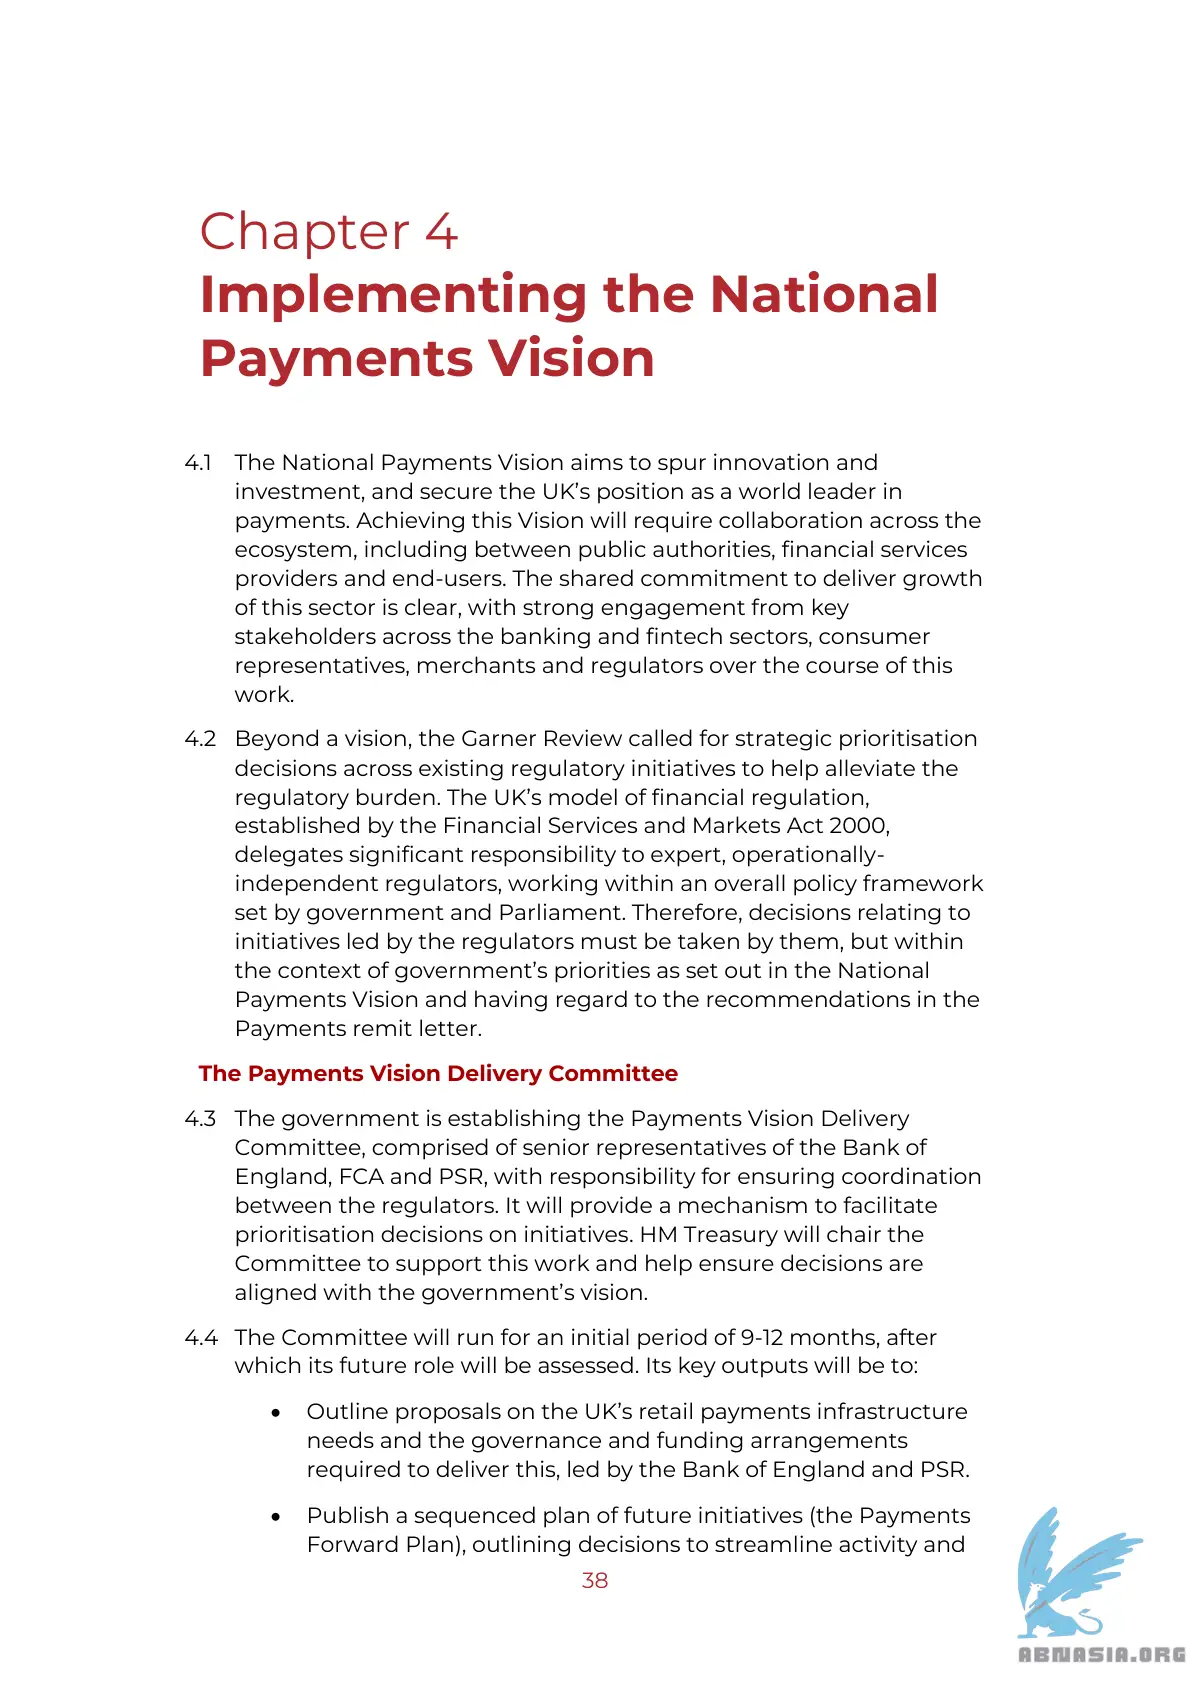 Chapter 4
Implementing the National
Payments Vision
4.1 The National Payments Vision aims to spur innovation and
investment, and secure the UK’s position as a world leader in
payments. Achieving this Vision will require collaboration across the
ecosystem, including between public authorities, financial services
providers and end-users. The shared commitment to deliver growth
of this sector is clear, with strong engagement from key
stakeholders across the banking and fintech sectors, consumer
representatives, merchants and regulators over the course of this
work.
4.2 Beyond a vision, the Garner Review called for strategic prioritisation
decisions across existing regulatory initiatives to help alleviate the
regulatory burden. The UK’s model of financial regulation,
established by the Financial Services and Markets Act 2000,
delegates significant responsibility to expert, operationally-
independent regulators, working within an overall policy framework
set by government and Parliament. Therefore, decisions relating to
initiatives led by the regulators must be taken by them, but within
the context of government’s priorities as set out in the National
Payments Vision and having regard to the recommendations in the
Payments remit letter.
The Payments Vision Delivery Committee
4.3 The government is establishing the Payments Vision Delivery
Committee, comprised of senior representatives of the Bank of
England, FCA and PSR, with responsibility for ensuring coordination
between the regulators. It will provide a mechanism to facilitate
prioritisation decisions on initiatives. HM Treasury will chair the
Committee to support this work and help ensure decisions are
aligned with the government’s vision.
4.4 The Committee will run for an initial period of 9-12 months, after
which its future role will be assessed. Its key outputs will be to:
• Outline proposals on the UK’s retail payments infrastructure
needs and the governance and funding arrangements
required to deliver this, led by the Bank of England and PSR.
• Publish a sequenced plan of future initiatives (the Payments
Forward Plan), outlining decisions to streamline activity and
38
ABNASIA.ORG